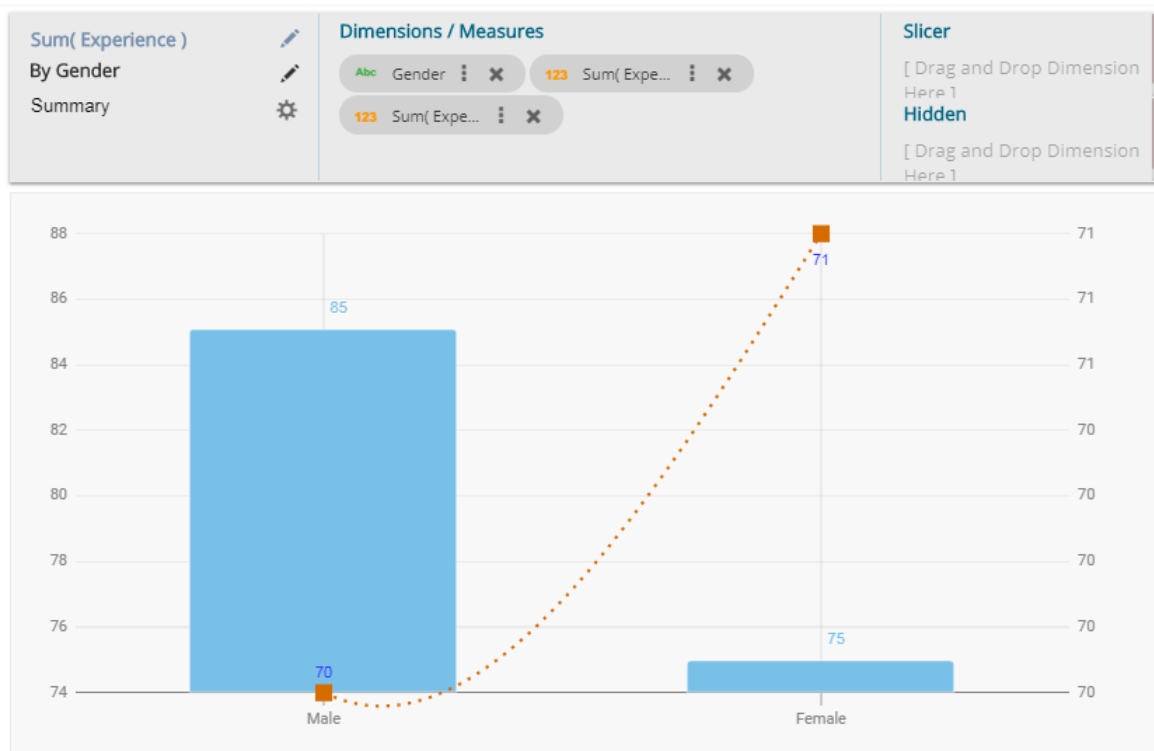 Sum( Experience )
By Gender
Summary
Dimensions / Measures
Abc Gender
123 Sum( Expe...
123 Sum( Expe...
Slicer
[ Drag and Drop Dimension
Here ]
Hidden
[ Drag and Drop Dimension
Here ]
88
86
84
82
80
78
76
74
71
71
71
70
70
70
70
70
85
70
71
75
Male
Female